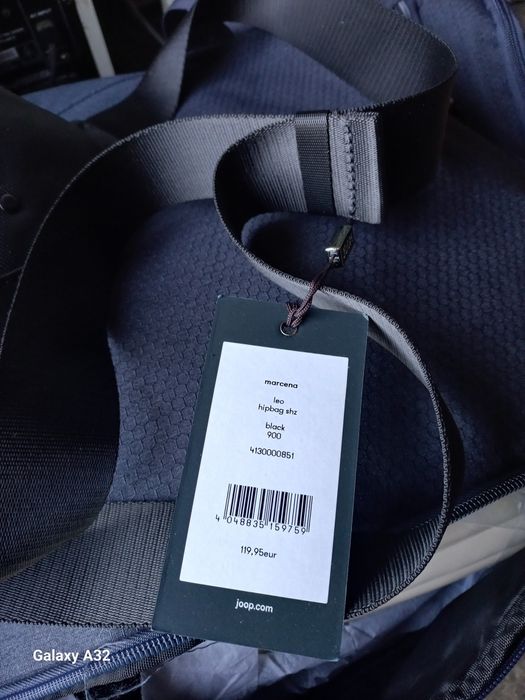 marcena
leo
hipbag shz
black
900
4130000851
4 048835 159759
119,95eur
joop.com
Galaxy A32